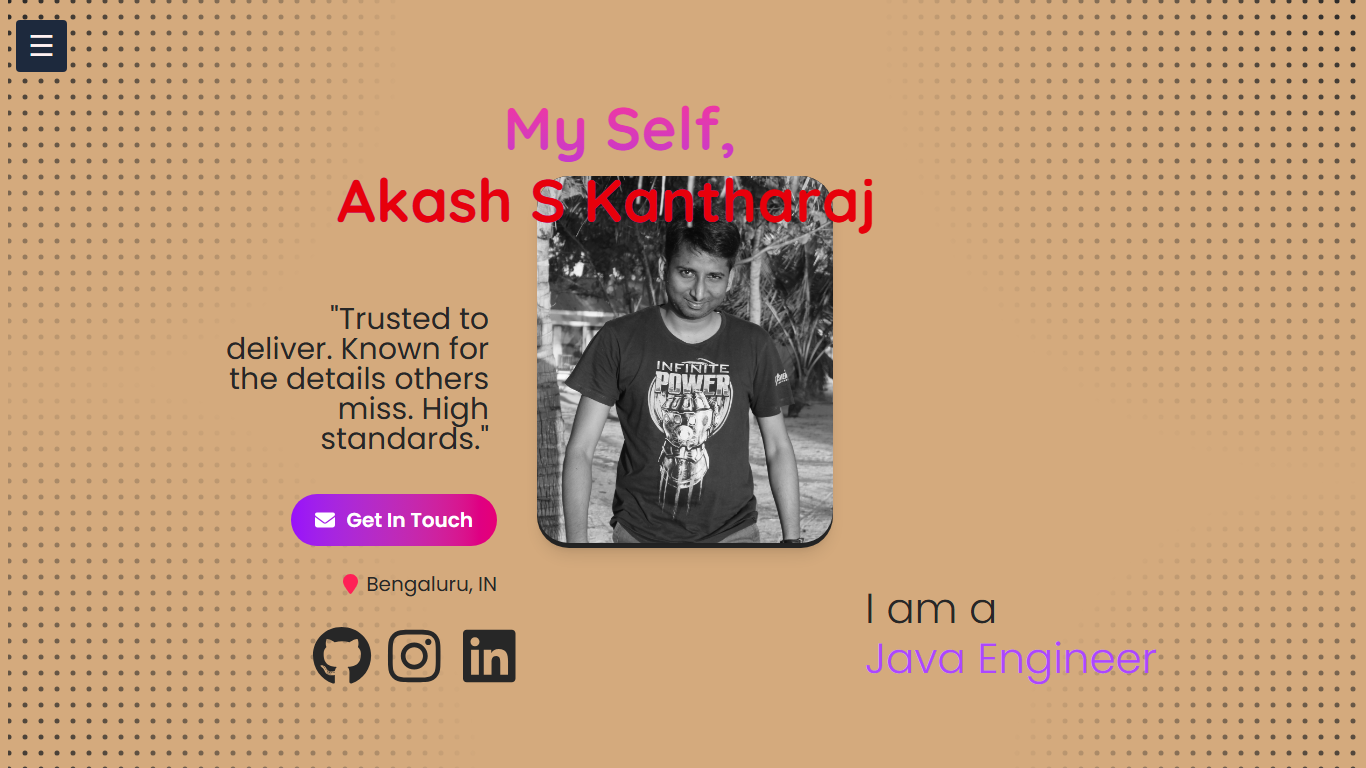 ☰
My Self,
Akash S Kantharaj
"Trusted to
deliver. Known for
the details others
miss. High
standards."
INFINITE
POWER
Get In Touch
Bengaluru, IN
in
I am a
Java Engineer